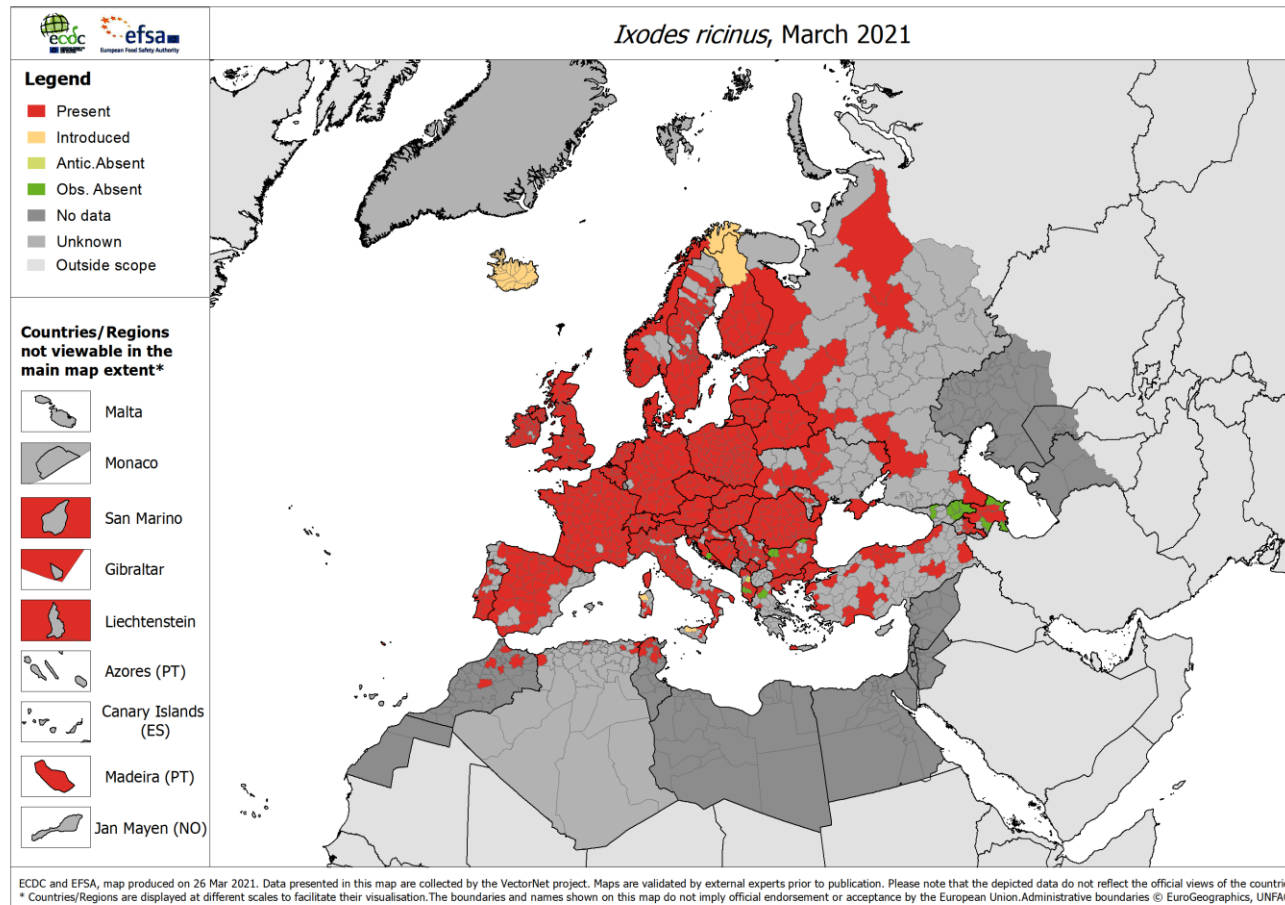 ecdc
efsa
European Food Safety Authority
Ixodes ricinus, March 2021
Legend
Present
Introduced
Antic.Absent
Obs. Absent
No data
Unknown
Outside scope
Countries/Regions
not viewable in the
main map extent*
Malta
Monaco
San Marino
Gibraltar
Liechtenstein
Azores (PT)
Canary Islands
(ES)
Madeira (PT)
Jan Mayen (NO)
ECDC and EFSA, map produced on 26 Mar 2021. Data presented in this map are collected by the VectorNet project. Maps are validated by external experts prior to publication. Please note that the depicted data do not reflect the official views of the countri
* Countries/Regions are displayed at different scales to facilitate their visualisation.The boundaries and names shown on this map do not imply official endorsement or acceptance by the European Union.Administrative boundaries © EuroGeographics, UNFA